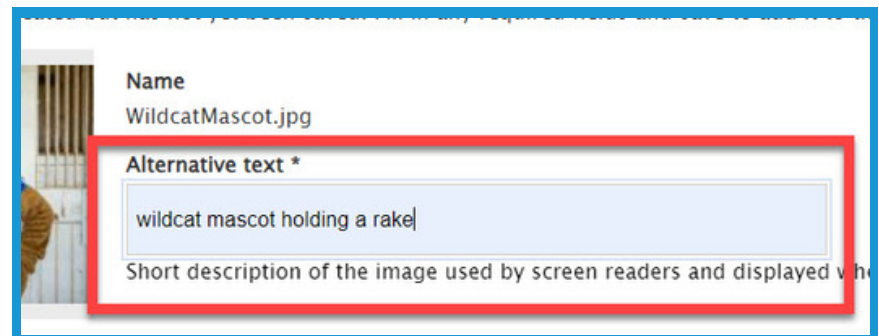 Name
WildcatMascot.jpg
Alternative text *
wildcat mascot holding a rake
Short description of the image used by screen readers and displayed